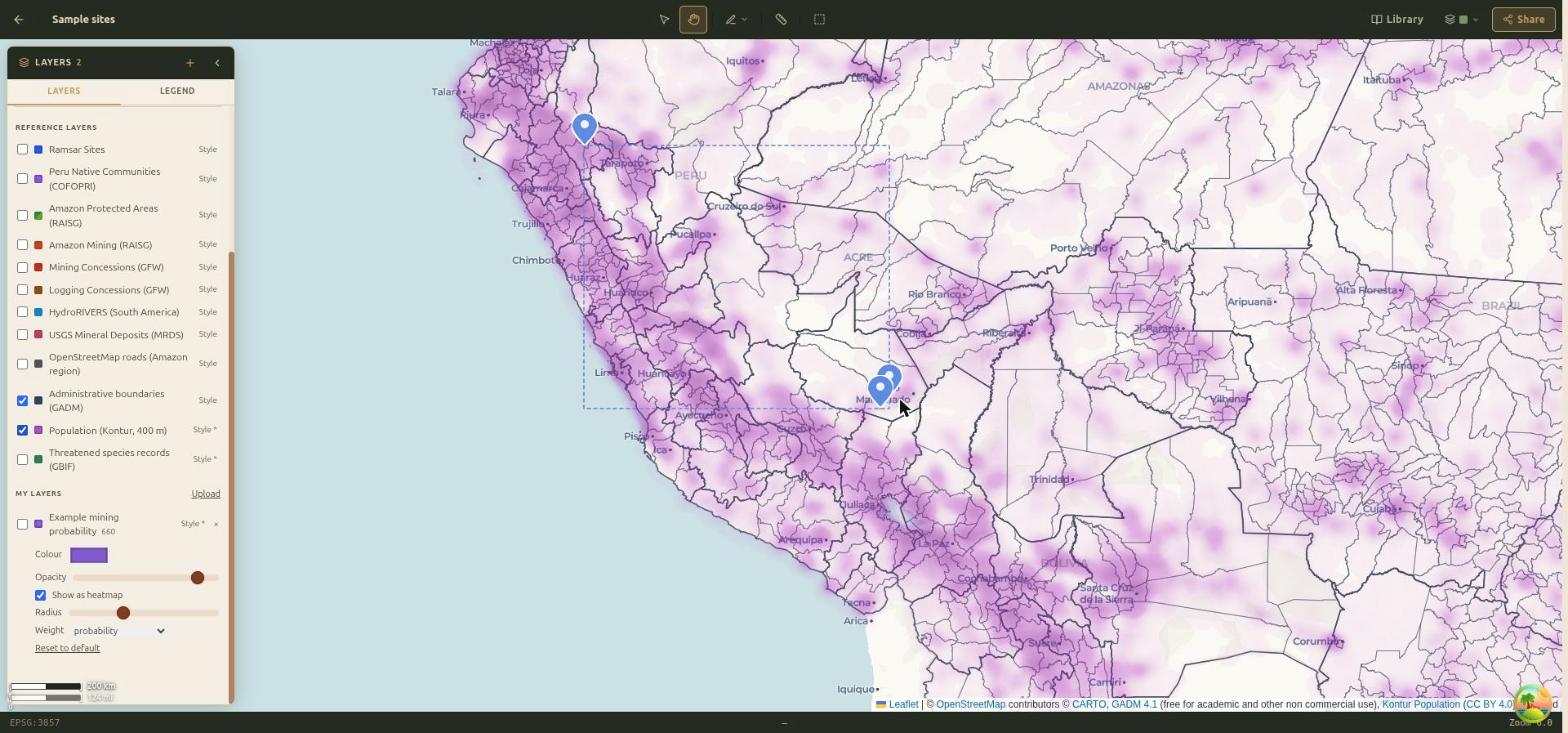 Sample sites
Library
Share
LAYERS 2
LAYERS
LEGEND
REFERENCE LAYERS
Ramsar Sites
Style
Peru Native Communities
(COFOPRI)
Style
Amazon Protected Areas
(RAISG)
Style
Amazon Mining (RAISG)
Style
Mining Concessions (GFW)
Style
Logging Concessions (GFW)
Style
HydroRIVERS (South America)
Style
USGS Mineral Deposits (MRDS)
Style
OpenStreetMap roads (Amazon
region)
Style
Administrative boundaries
(GADM)
Style
Population (Kontur, 400 m)
Style *
Threatened species records
(GBIF)
Style *
MY LAYERS
Upload
Example mining
probability 660
Style *
×
Colour
Opacity
Show as heatmap
Radius
Weight
probability
Reset to default
200 km
124 mi
Iquitos
AMAZONAS
Itaituba
Talara
Piura
Tarapoto
PERU
Cajamarca
Cruzeiro do Sul
Trujillo
Pucallpa
Porto Velho
Chimbote
ACRE
Huaraz
Huánuco
Rio Branco
Alta Floresta
Aripuanã
BRAZIL
Cobija
Riberalta
Ji-Paraná
Lima
Huancayo
Sinop
Vilhena
Ayacucho
Cuzco
Pisco
Ica
Trinidad
Juliaca
Cuiabá
Arequipa
La Paz
BOLIVIA
Cochabamba
Santa Cruz
de la Sierra
Tacna
Arica
Sucre
Corumbá
Iquique
Camiri
Leaflet | © OpenStreetMap contributors © CARTO, GADM 4.1 (free for academic and other non commercial use), Kontur Population (CC BY 4.0
EPSG:3857
—